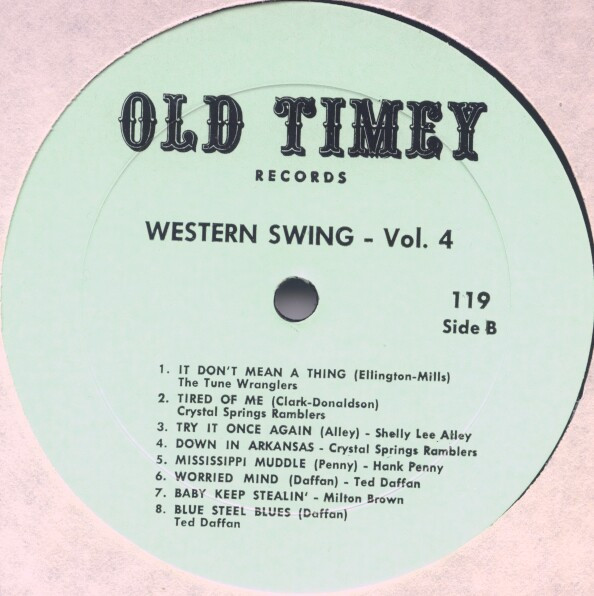 OLD TIMEY
RECORDS
WESTERN SWING - Vol. 4
119
Side B
1. IT DON'T MEAN A THING (Ellington-Mills)
The Tune Wranglers
2. TIRED OF ME (Clark-Donaldson)
Crystal Springs Ramblers
3. TRY IT ONCE AGAIN (Alley) - Shelly Lee Alley
4. DOWN IN ARKANSAS - Crystal Springs Ramblers
5. MISSISSIPPI MUDDLE (Penny) - Hank Penny
6. WORRIED MIND (Daffan) - Ted Daffan
7. BABY KEEP STEALIN' - Milton Brown
8. BLUE STEEL BLUES (Daffan)
Ted Daffan